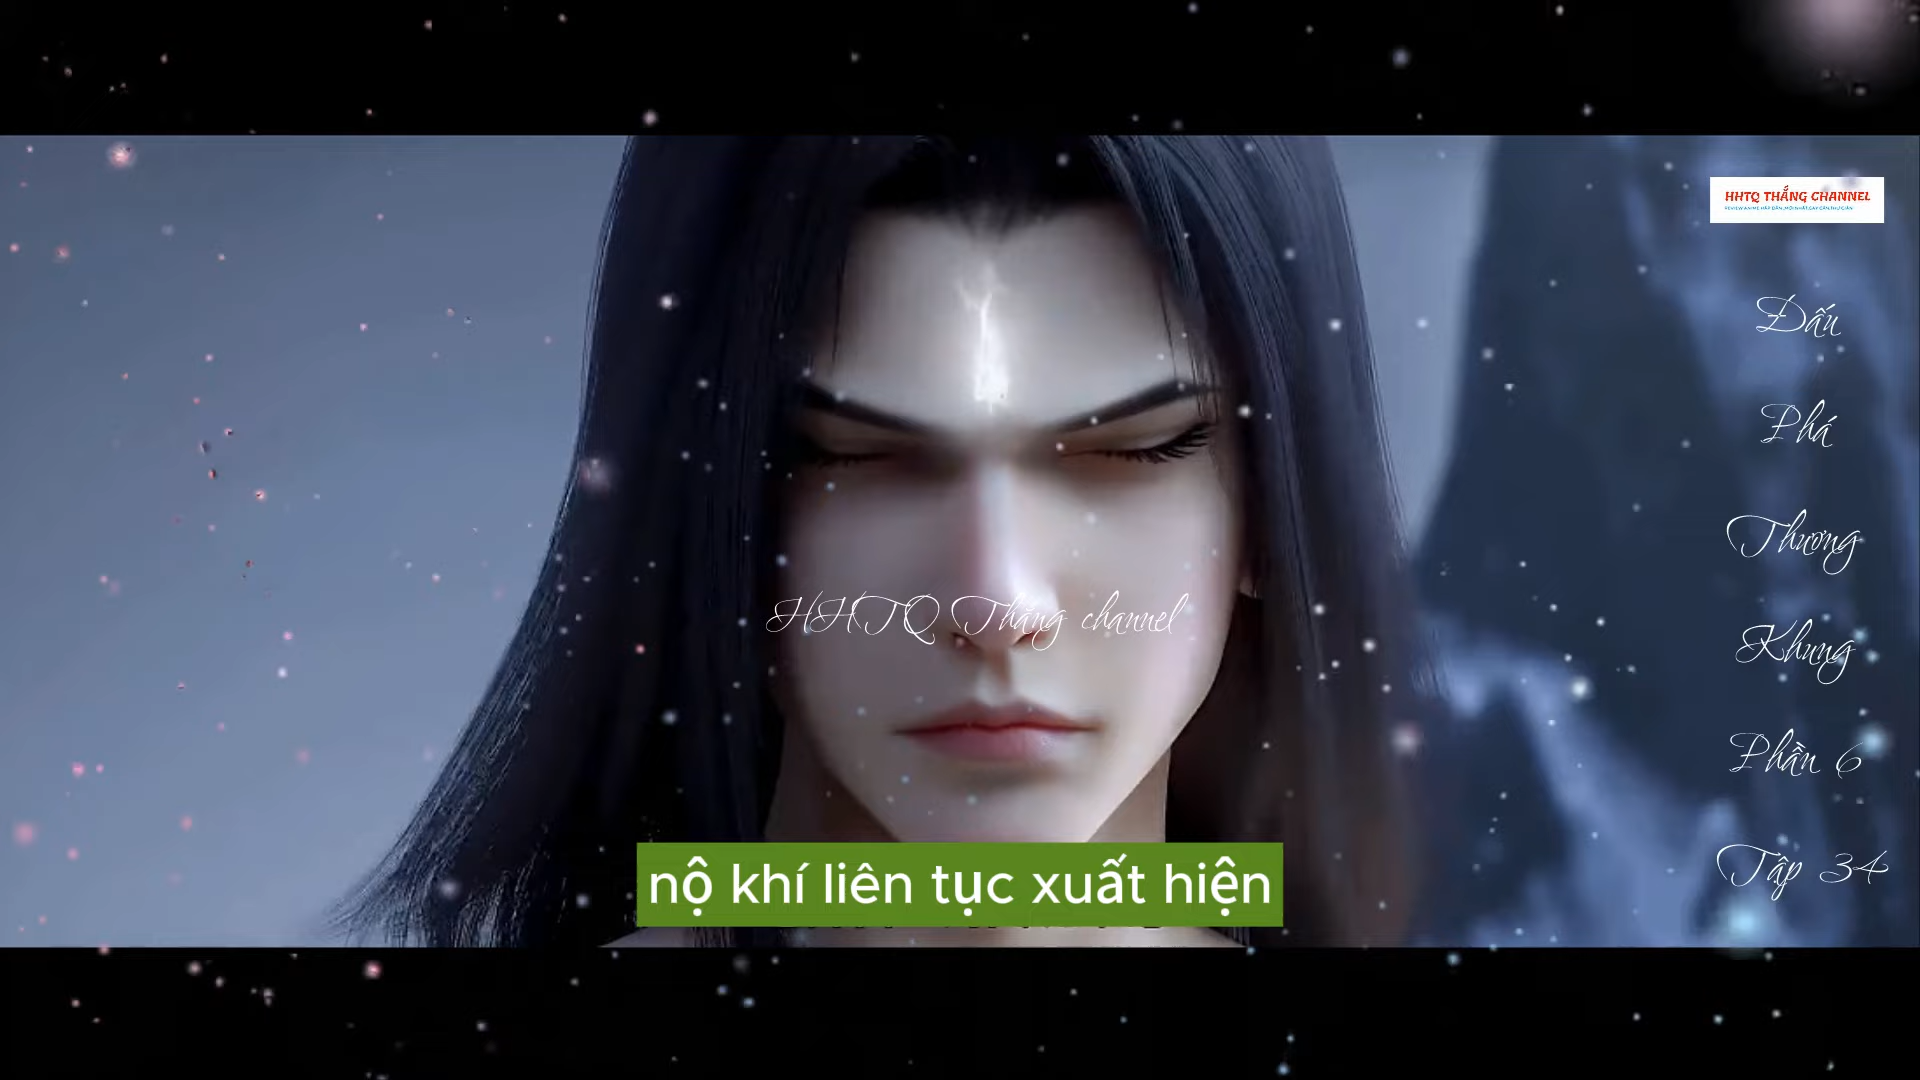 HHTQ THẮNG CHANNEL
Đấu
Phá
Thương
Khung
HHTQ Thắng channel
Phần 6
Tập 34
nộ khí liên tục xuất hiện